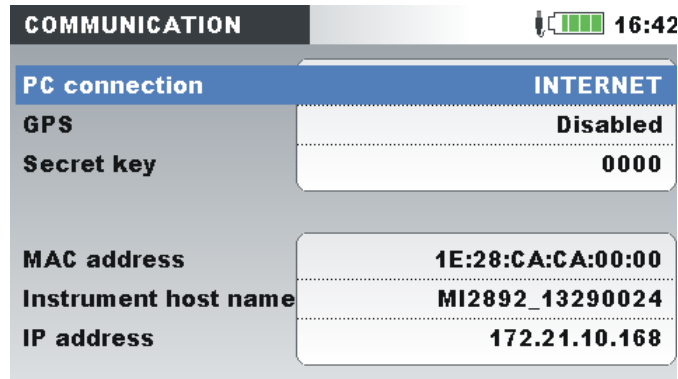 COMMUNICATION 16:42
PC connection INTERNET
GPS Disabled
Secret key 0000
MAC address 1E:28:CA:CA:00:00
Instrument host name MI2892_13290024
IP address 172.21.10.168